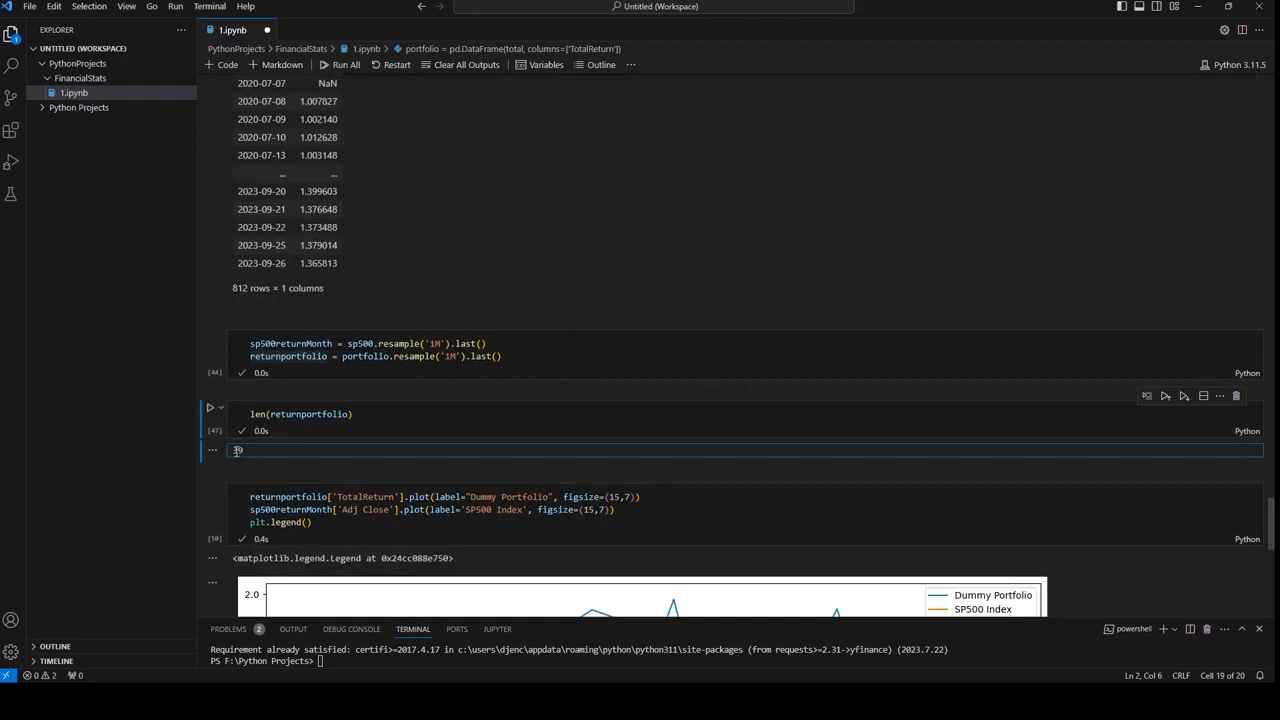 File Edit Selection View Go Run Terminal Help
Untitled (Workspace)
EXPLORER
UNTITLED (WORKSPACE)
PythonProjects
FinancialStats
1.ipynb
Python Projects
OUTLINE
TIMELINE
1
1.ipynb
PythonProjects > FinancialStats > 1.ipynb > portfolio = pd.DataFrame(total, columns=['TotalReturn'])
+ Code + Markdown Run All Restart Clear All Outputs Variables Outline ... Python 3.11.5
2020-07-07 NaN
2020-07-08 1.007827
2020-07-09 1.002140
2020-07-10 1.012628
2020-07-13 1.003148
... ...
2023-09-20 1.399603
2023-09-21 1.376648
2023-09-22 1.373488
2023-09-25 1.379014
2023-09-26 1.365813
812 rows × 1 columns
sp500returnMonth = sp500.resample('1M').last()
returnportfolio = portfolio.resample('1M').last()
[44] 0.0s Python
len(returnportfolio)
[47] 0.0s Python
39
returnportfolio['TotalReturn'].plot(label="Dummy Portfolio", figsize=(15,7))
sp500returnMonth['Adj Close'].plot(label='SP500 Index', figsize=(15,7))
plt.legend()
[50] 0.4s Python
<matplotlib.legend.Legend at 0x24cc088e750>
2.0
Dummy Portfolio
SP500 Index
PROBLEMS 2 OUTPUT DEBUG CONSOLE TERMINAL PORTS JUPYTER powershell
Requirement already satisfied: certifi>=2017.4.17 in c:\users\djenc\appdata\roaming\python\python311\site-packages (from requests>=2.31->yfinance) (2023.7.22)
PS F:\Python Projects>
0 2 0 Ln 2, Col 6 CRLF Cell 19 of 20